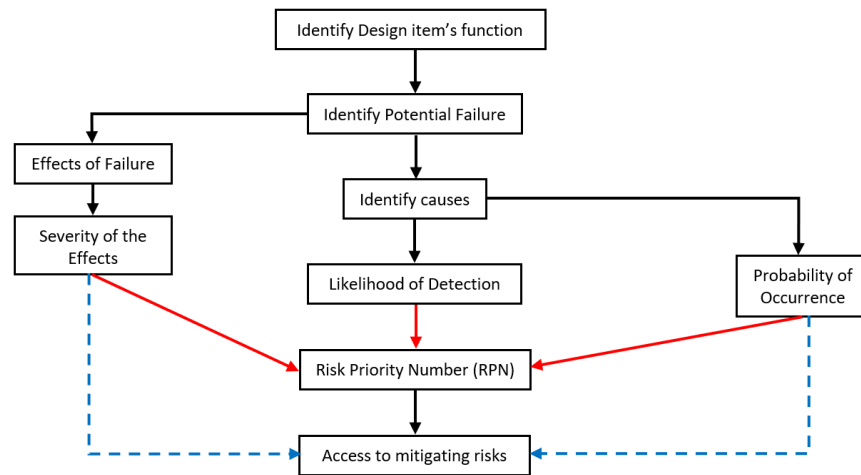 Identify Design item's function
Identify Potential Failure
Effects of Failure
Identify causes
Severity of the
Effects
Likelihood of Detection
Probability of
Occurrence
Risk Priority Number (RPN)
Access to mitigating risks